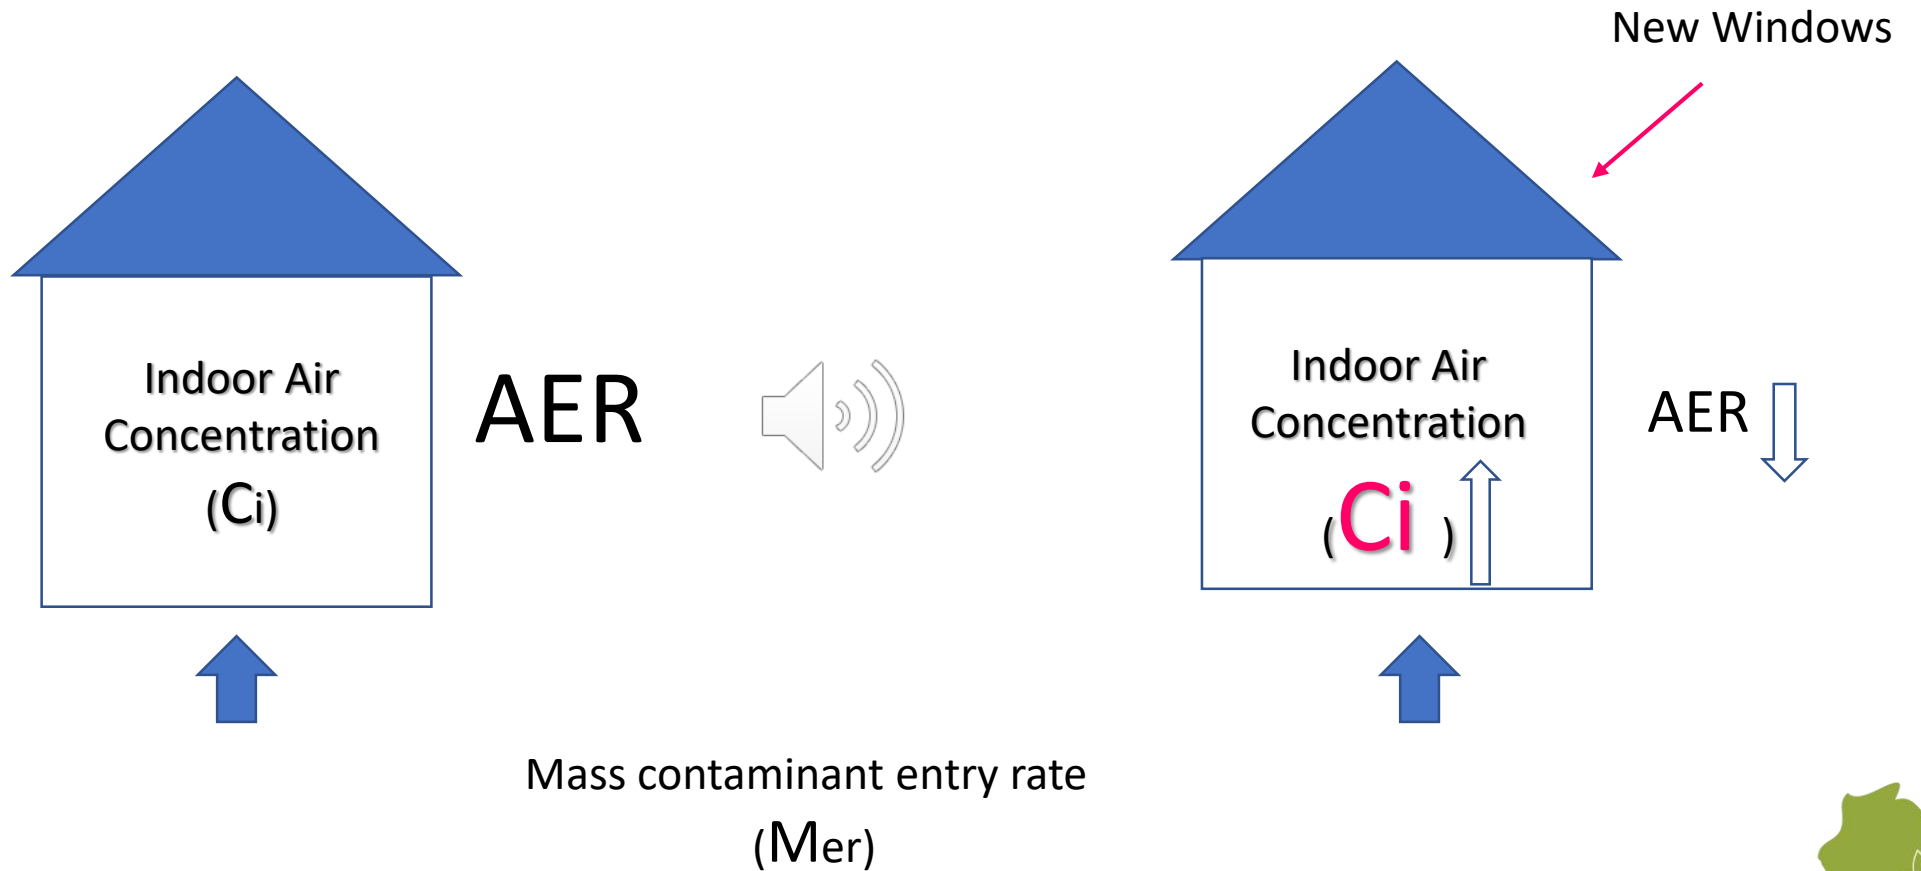 New Windows
Indoor Air
Concentration
(Ci)
AER
Indoor Air
Concentration
(Ci )
AER
Mass contaminant entry rate
(Mer)